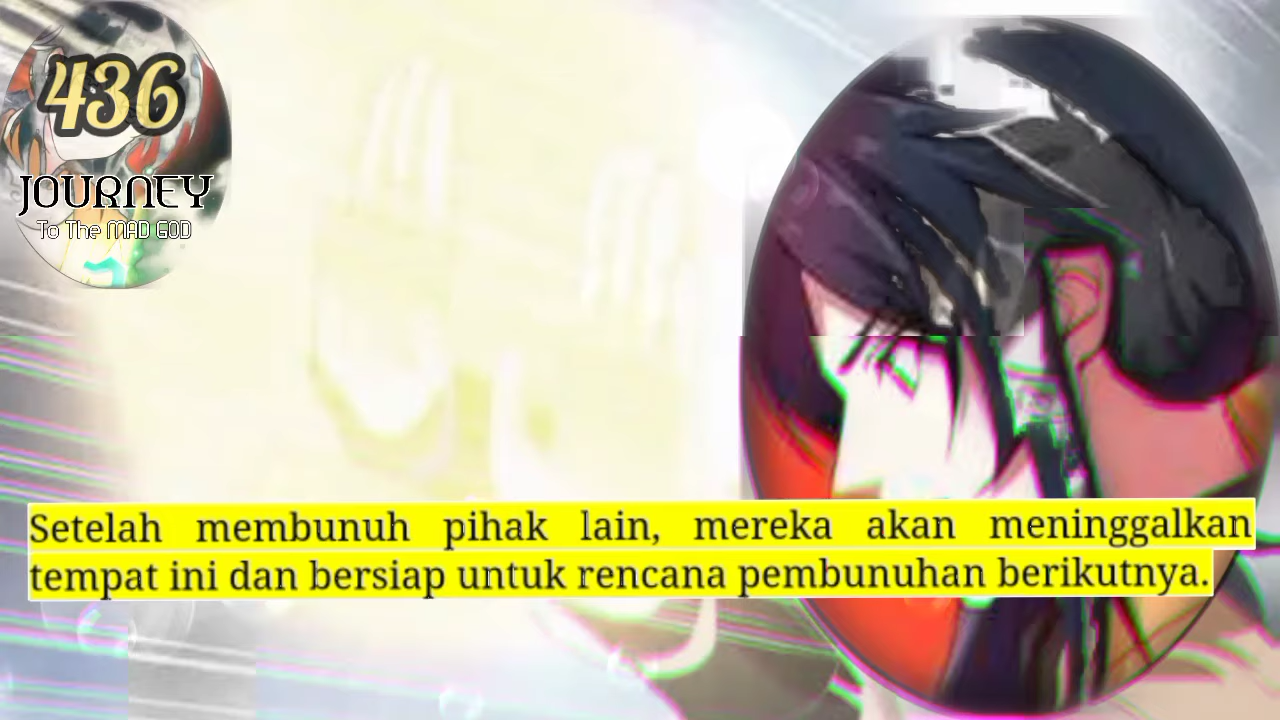 436
JOURNEY
To The MAD GOD
Setelah membunuh pihak lain, mereka akan meninggalkan
tempat ini dan bersiap untuk rencana pembunuhan berikutnya.